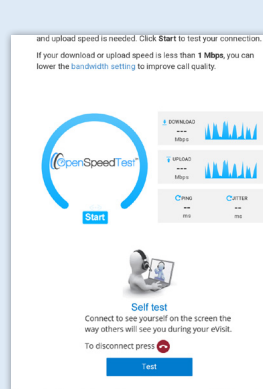 and upload speed is needed. Click Start to test your connection.
If your download or upload speed is less than 1 Mbps, you can
lower the bandwidth setting to improve call quality.
DOWNLOAD
---
Mbps
OpenSpeedTest
UPLOAD
---
Mbps
Start
PING
--
ms
JITTER
--
ms
Self test
Connect to see yourself on the screen the
way others will see you during your eVisit.
To disconnect press
Test